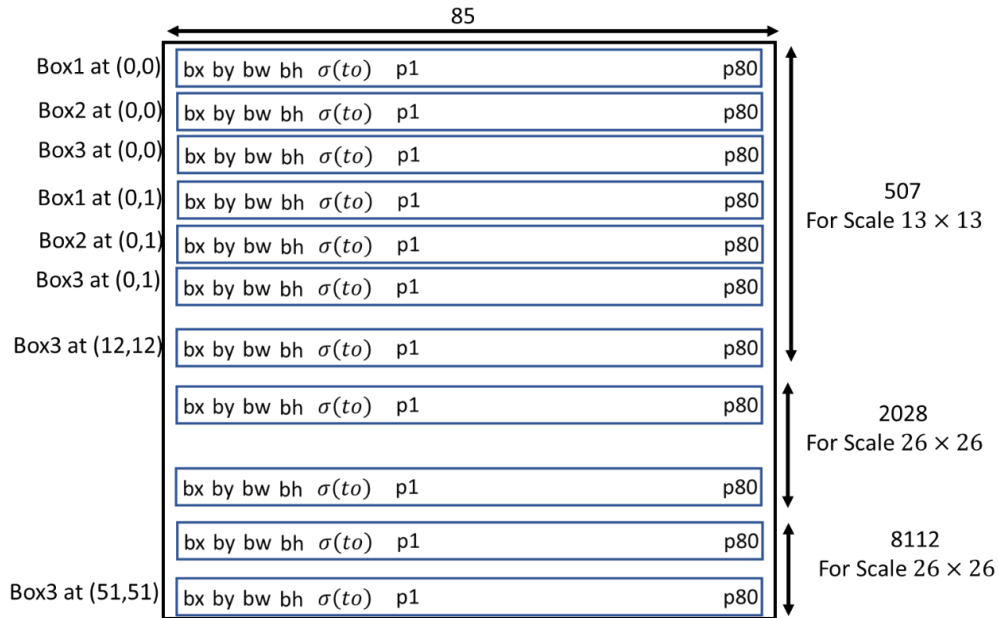 85
Box1 at (0,0) bx by bw bh σ(to) p1 p80
Box2 at (0,0) bx by bw bh σ(to) p1 p80
Box3 at (0,0) bx by bw bh σ(to) p1 p80
Box1 at (0,1) bx by bw bh σ(to) p1 p80
Box2 at (0,1) bx by bw bh σ(to) p1 p80
Box3 at (0,1) bx by bw bh σ(to) p1 p80
Box3 at (12,12) bx by bw bh σ(to) p1 p80
507
For Scale 13 × 13
bx by bw bh σ(to) p1 p80
bx by bw bh σ(to) p1 p80
2028
For Scale 26 × 26
bx by bw bh σ(to) p1 p80
Box3 at (51,51) bx by bw bh σ(to) p1 p80
8112
For Scale 26 × 26